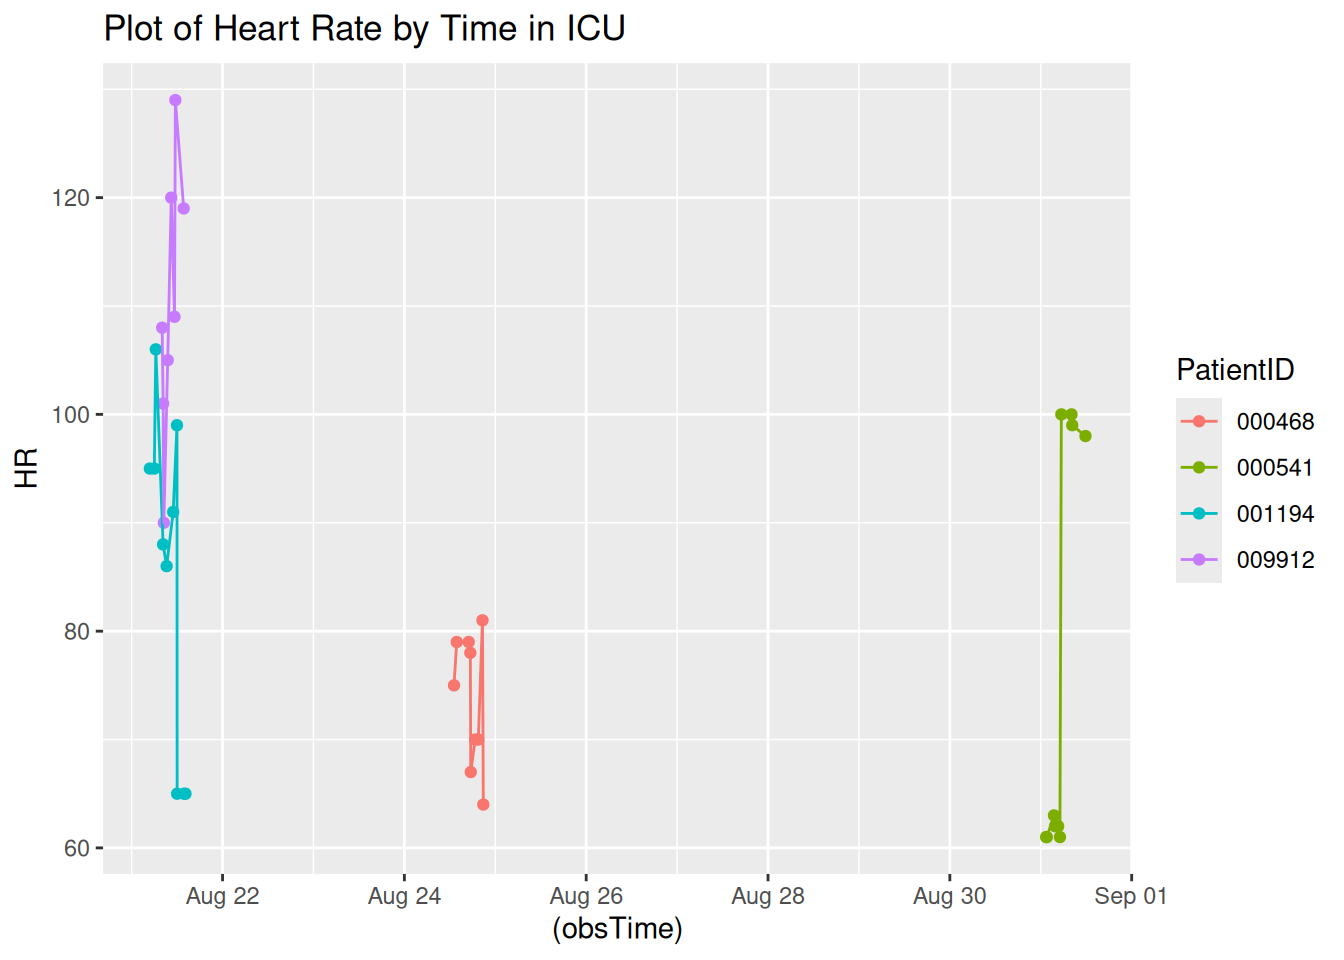 Plot of Heart Rate by Time in ICU
120
100
80
60
HR
Aug 22 Aug 24 Aug 26 Aug 28 Aug 30 Sep 01
(obsTime)
PatientID
000468
000541
001194
009912